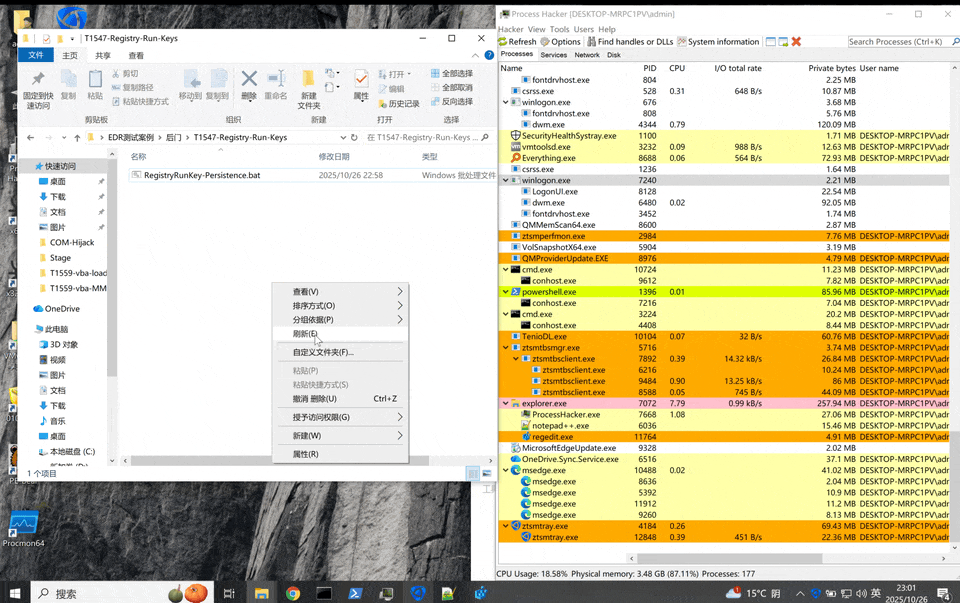 T1547-Registry-Run-Keys
文件 主页 共享 查看
固定到快速访问
复制
粘贴
剪切
复制路径
粘贴快捷方式
剪贴板
移动到 复制到 删除 重命名
组织
新建文件夹
新建
属性
打开
编辑
历史记录
打开
全部选择
全部取消
反向选择
选择
EDR测试案例 › 后门 › T1547-Registry-Run-Keys
在 T1547-Registry-Run-Keys ...
名称 修改日期 类型
RegistryRunKey-Persistence.bat 2025/10/26 22:58 Windows 批处理文件
快速访问
桌面
下载
文档
图片
COM-Hijack
Stage
T1559-vba-load
T1559-vba-MM
OneDrive
此电脑
3D 对象
视频
图片
文档
下载
音乐
桌面
本地磁盘 (C:)
1 个项目
查看(V)
排序方式(O)
分组依据(P)
刷新(E)
自定义文件夹(F)...
粘贴(P)
粘贴快捷方式(S)
撤消 删除(U) Ctrl+Z
授予访问权限(G)
新建(W)
属性(R)
Process Hacker [DESKTOP-MRPC1PV\admin]
Hacker View Tools Users Help
Refresh Options Find handles or DLLs System information Search Processes (Ctrl+K)
Processes Services Network Disk
Name PID CPU I/O total rate Private bytes User name
fontdrvhost.exe 804 2.25 MB
csrss.exe 528 0.31 648 B/s 10.87 MB
winlogon.exe 676 3.68 MB
fontdrvhost.exe 708 5.06 MB
dwm.exe 4344 0.79 120.09 MB
SecurityHealthSystray.exe 1100 1.71 MB DESKTOP-MRPC1PV\adr
vmtoolsd.exe 3232 0.09 988 B/s 12.63 MB DESKTOP-MRPC1PV\adr
Everything.exe 8688 0.06 564 B/s 72.93 MB DESKTOP-MRPC1PV\adr
csrss.exe 1236 1.64 MB
winlogon.exe 7240 2.21 MB
LogonUI.exe 8128 22.54 MB
dwm.exe 6480 0.02 92.05 MB
fontdrvhost.exe 3452 1.74 MB
QMMemScan64.exe 8600 2.87 MB
ztsmperfmon.exe 2984 7.76 MB DESKTOP-MRPC1PV\adr
VolSnapshotX64.exe 5904 3.19 MB
QMProviderUpdate.EXE 8976 4.79 MB DESKTOP-MRPC1PV\adr
cmd.exe 10724 11.23 MB DESKTOP-MRPC1PV\adr
conhost.exe 9612 7.82 MB DESKTOP-MRPC1PV\adr
powershell.exe 1396 0.01 85.96 MB DESKTOP-MRPC1PV\adr
conhost.exe 7216 7.04 MB DESKTOP-MRPC1PV\adr
cmd.exe 3224 20.2 MB DESKTOP-MRPC1PV\adr
conhost.exe 4408 8.44 MB DESKTOP-MRPC1PV\adr
TenioDL.exe 10104 0.07 32 B/s 60.76 MB DESKTOP-MRPC1PV\adr
ztsmtbsmgr.exe 5716 3.74 MB DESKTOP-MRPC1PV\adr
ztsmtbsclient.exe 7892 0.39 14.32 kB/s 26.84 MB DESKTOP-MRPC1PV\adr
ztsmtbsclient.exe 6216 10.24 MB DESKTOP-MRPC1PV\adr
ztsmtbsclient.exe 9484 0.90 13.25 kB/s 86 MB DESKTOP-MRPC1PV\adr
ztsmtbsclient.exe 8588 0.05 745 B/s 44.09 MB DESKTOP-MRPC1PV\adr
explorer.exe 7072 7.79 0.99 kB/s 257.94 MB DESKTOP-MRPC1PV\adr
ProcessHacker.exe 7668 1.08 27.06 MB DESKTOP-MRPC1PV\adr
notepad++.exe 6036 15.46 MB DESKTOP-MRPC1PV\adr
regedit.exe 11764 4.91 MB DESKTOP-MRPC1PV\adr
MicrosoftEdgeUpdate.exe 9328 2.02 MB
OneDrive.Sync.Service.exe 6516 37.1 MB DESKTOP-MRPC1PV\adr
msedge.exe 10488 0.02 41.02 MB DESKTOP-MRPC1PV\adr
msedge.exe 8636 2.04 MB DESKTOP-MRPC1PV\adr
msedge.exe 5392 10.9 MB DESKTOP-MRPC1PV\adr
msedge.exe 11912 11.2 MB DESKTOP-MRPC1PV\adr
msedge.exe 9260 8.13 MB DESKTOP-MRPC1PV\adr
ztsmtray.exe 4184 0.26 69.43 MB DESKTOP-MRPC1PV\adr
ztsmtray.exe 12848 0.39 451 B/s 22.36 MB DESKTOP-MRPC1PV\adr
CPU Usage: 18.58% Physical memory: 3.48 GB (87.11%) Processes: 177
Procmon64
搜索
15°C 阴
英
23:01
2025/10/26